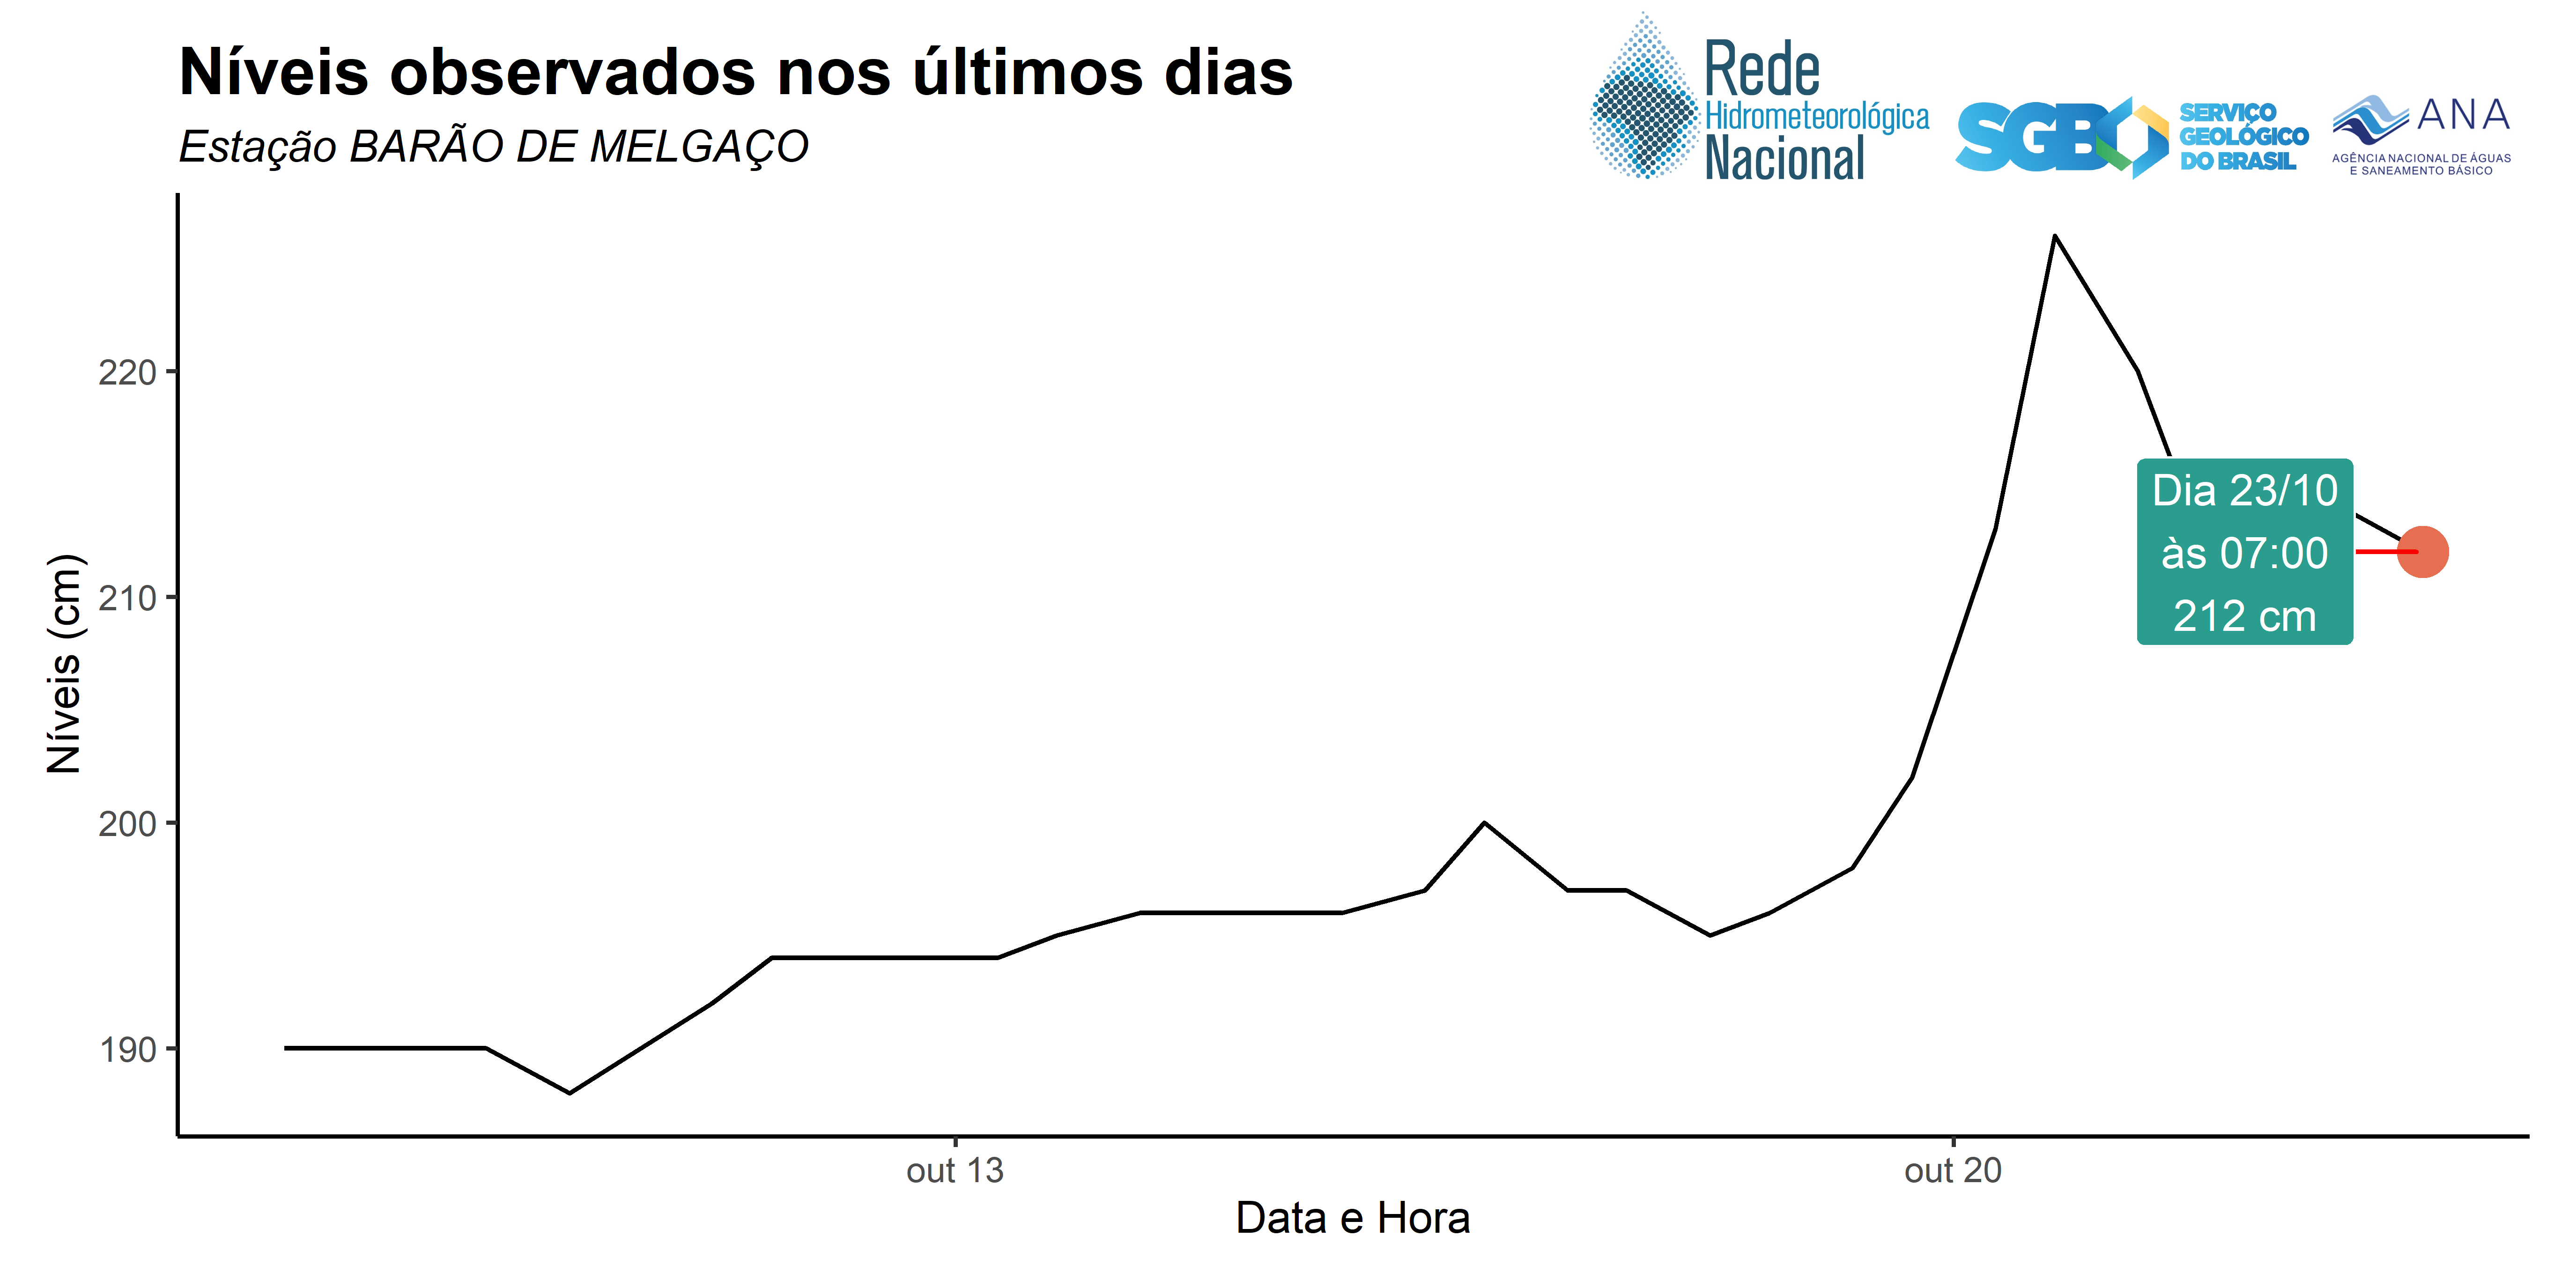 Níveis observados nos últimos dias
Estação BARÃO DE MELGAÇO
Rede
Hidrometeorológica
Nacional
SGB
SERVIÇO
GEOLÓGICO
DO BRASIL
ANA
AGÊNCIA NACIONAL DE ÁGUAS
E SANEAMENTO BÁSICO
Níveis (cm)
220
210
200
190
Dia 23/10
às 07:00
212 cm
out 13
out 20
Data e Hora